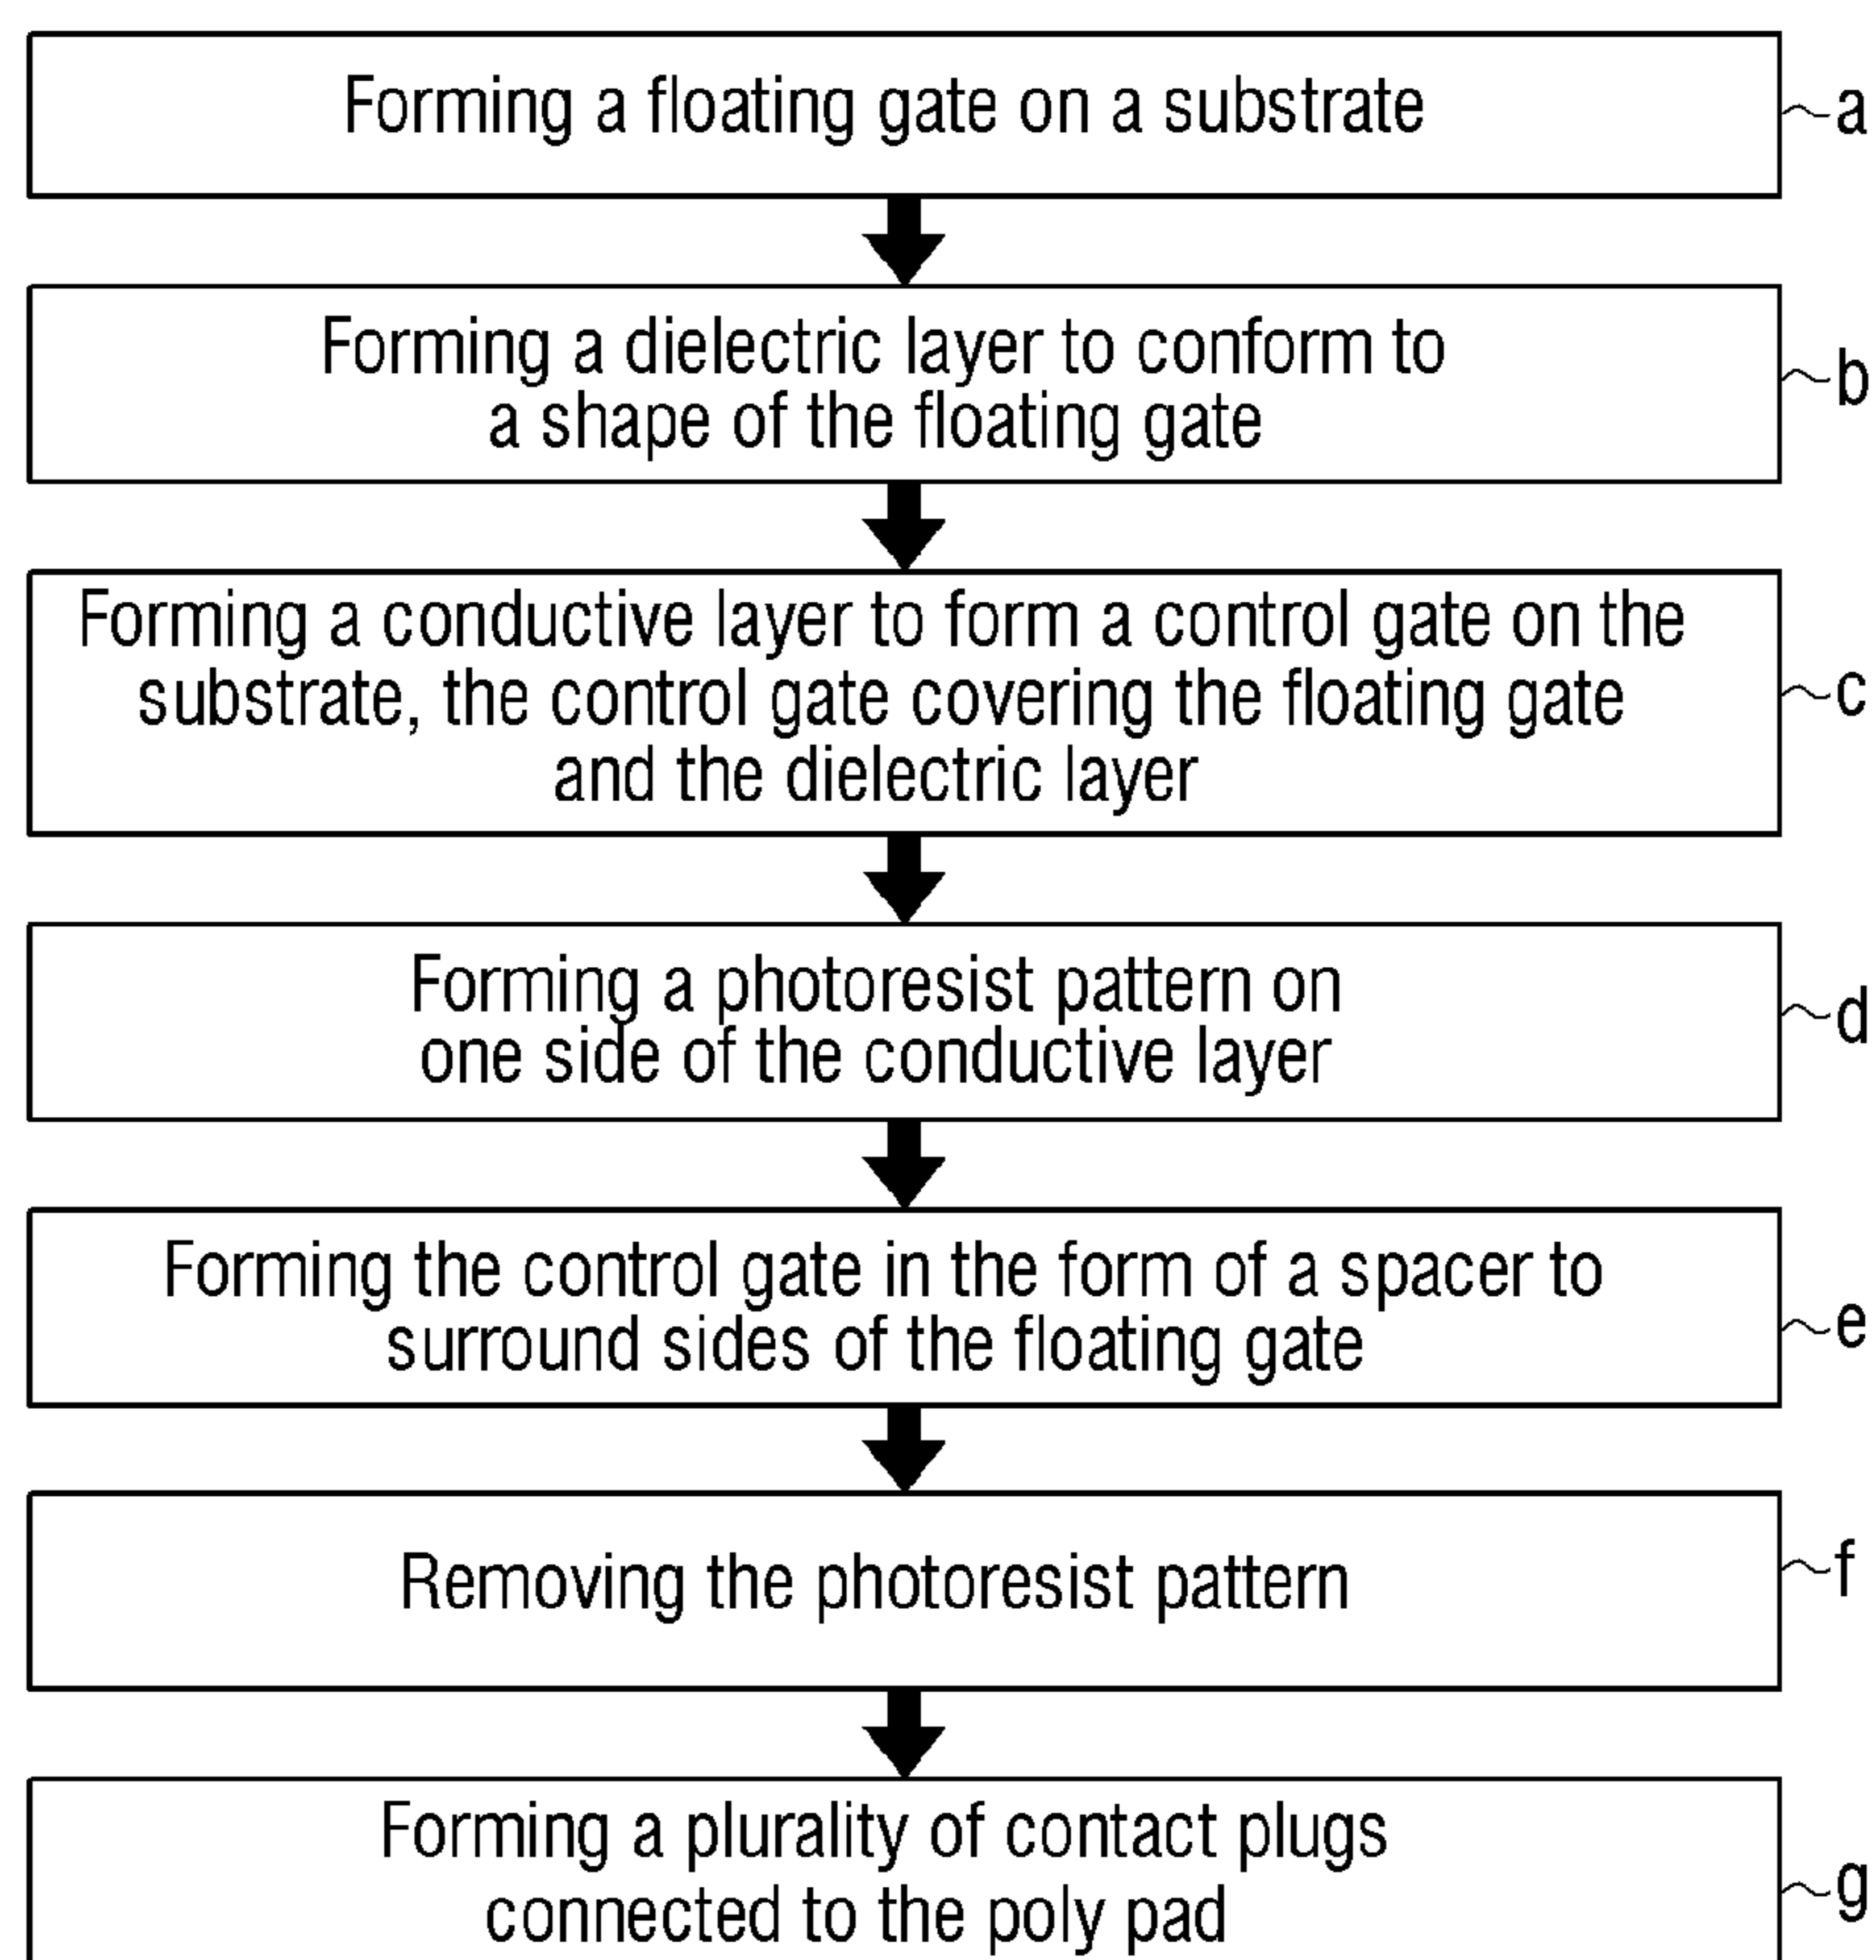 Forming a floating gate on a substrate
a
Forming a dielectric layer to conform to
a shape of the floating gate
b
Forming a conductive layer to form a control gate on the
substrate, the control gate covering the floating gate
and the dielectric layer
c
Forming a photoresist pattern on
one side of the conductive layer
d
Forming the control gate in the form of a spacer to
surround sides of the floating gate
e
Removing the photoresist pattern
f
Forming a plurality of contact plugs
connected to the poly pad
g